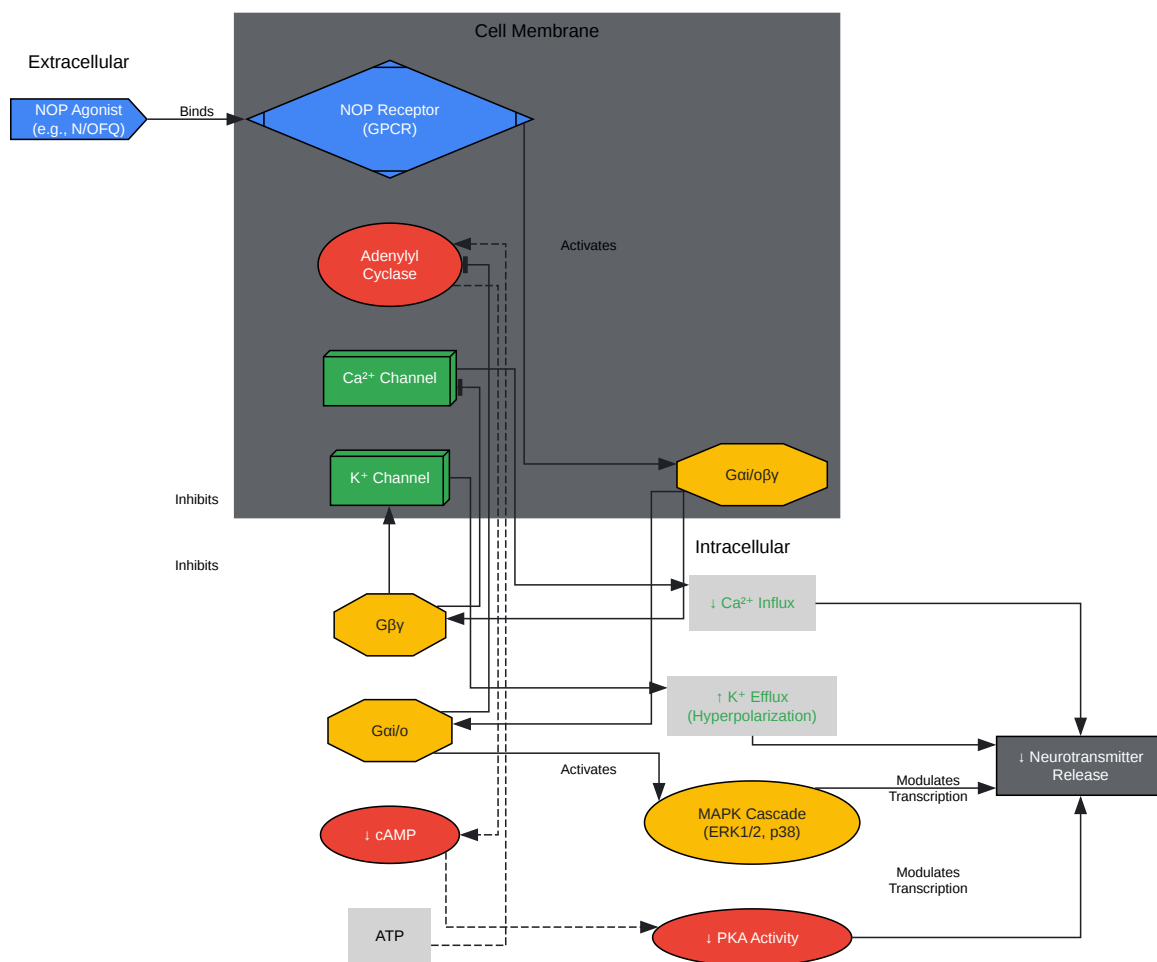 Cell Membrane
Extracellular
NOP Agonist
(e.g., N/OFQ)
Binds
NOP Receptor
(GPCR)
Adenylyl
Cyclase
Activates
Ca²⁺ Channel
K⁺ Channel
Gαi/oβγ
Inhibits
Intracellular
Inhibits
↓ Ca²⁺ Influx
Gβγ
↑ K⁺ Efflux
(Hyperpolarization)
Gαi/o
↓ Neurotransmitter
Release
Activates
Modulates
Transcription
MAPK Cascade
(ERK1/2, p38)
↓ cAMP
Modulates
Transcription
ATP
↓ PKA Activity